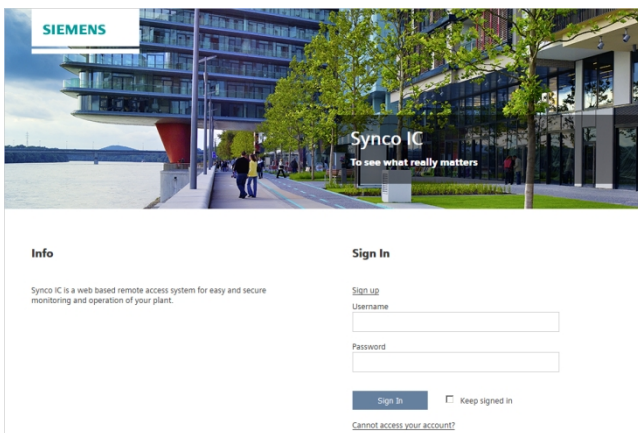 SIEMENS
Synco IC
To see what really matters
Info
Synco IC is a web based remote access system for easy and secure
monitoring and operation of your plant.
Sign In
Sign up
Username
Password
Sign In
Keep signed in
Cannot access your account?